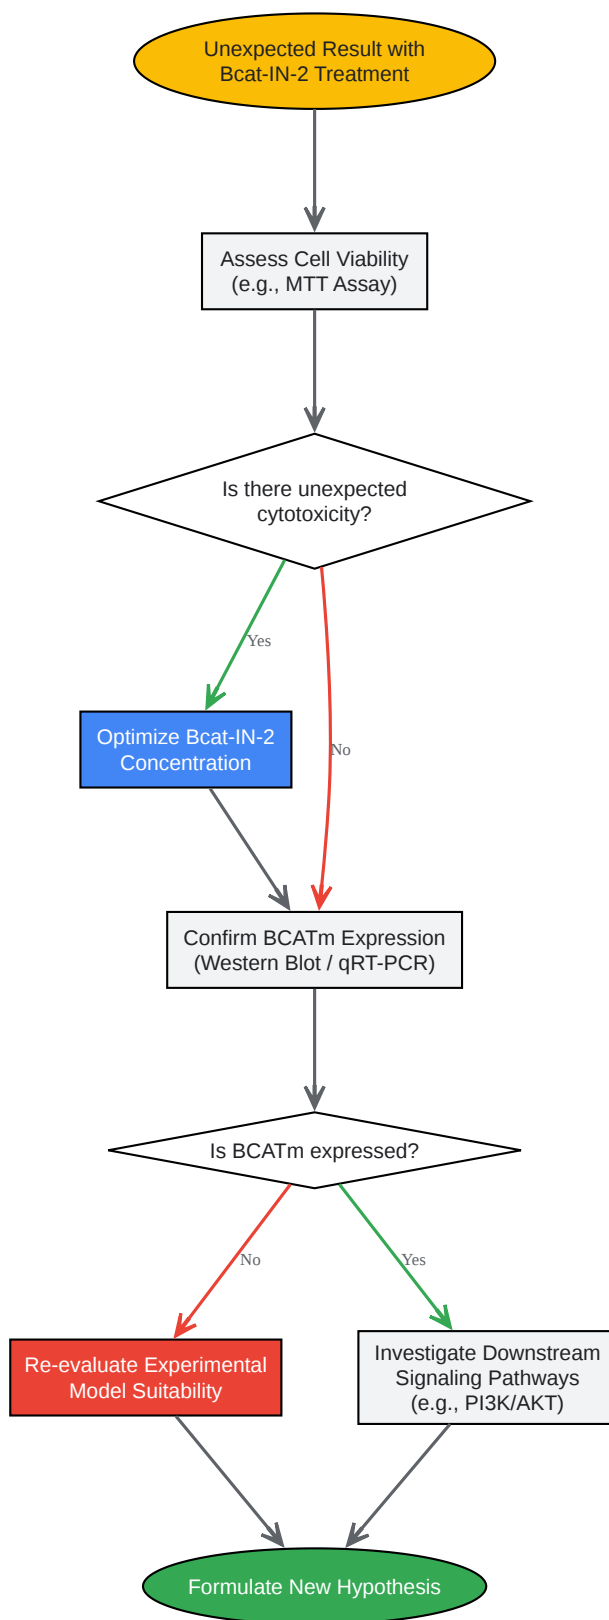 Unexpected Result with
Bcat-IN-2 Treatment
Assess Cell Viability
(e.g., MTT Assay)
Is there unexpected
cytotoxicity?
Yes
Optimize Bcat-IN-2
Concentration
No
Confirm BCATm Expression
(Western Blot / qRT-PCR)
Is BCATm expressed?
No
Yes
Re-evaluate Experimental
Model Suitability
Investigate Downstream
Signaling Pathways
(e.g., PI3K/AKT)
Formulate New Hypothesis